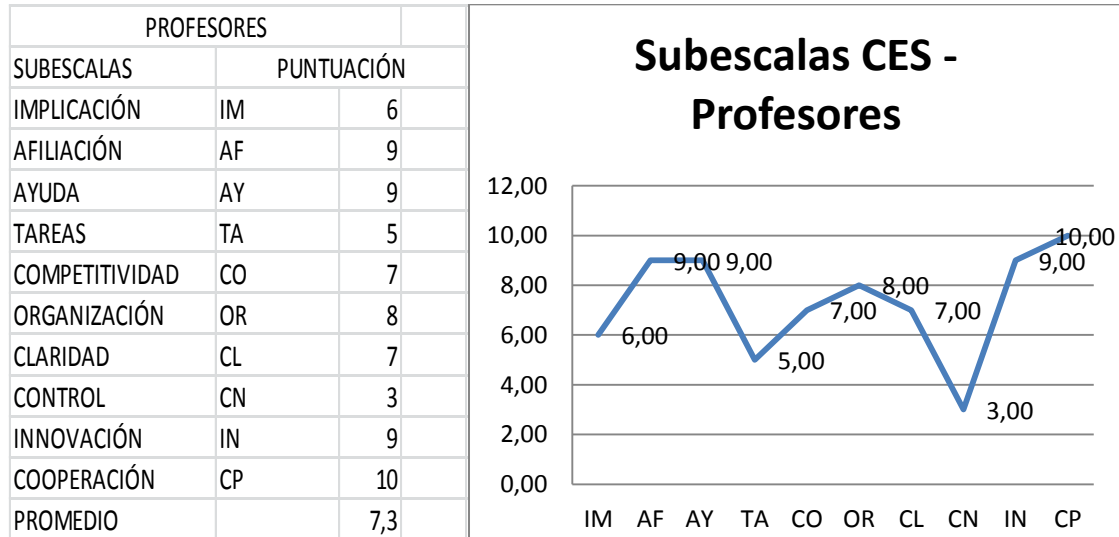 PROFESORES
SUBESCALAS PUNTUACIÓN
IMPLICACIÓN IM 6
AFILIACIÓN AF 9
AYUDA AY 9
TAREAS TA 5
COMPETITIVIDAD CO 7
ORGANIZACIÓN OR 8
CLARIDAD CL 7
CONTROL CN 3
INNOVACIÓN IN 9
COOPERACIÓN CP 10
PROMEDIO 7,3
Subescalas CES -
Profesores
12,00
10,00
8,00
6,00
4,00
2,00
0,00
6,00
9,00
9,00
5,00
7,00
8,00
7,00
3,00
9,00
10,00
IM AF AY TA CO OR CL CN IN CP